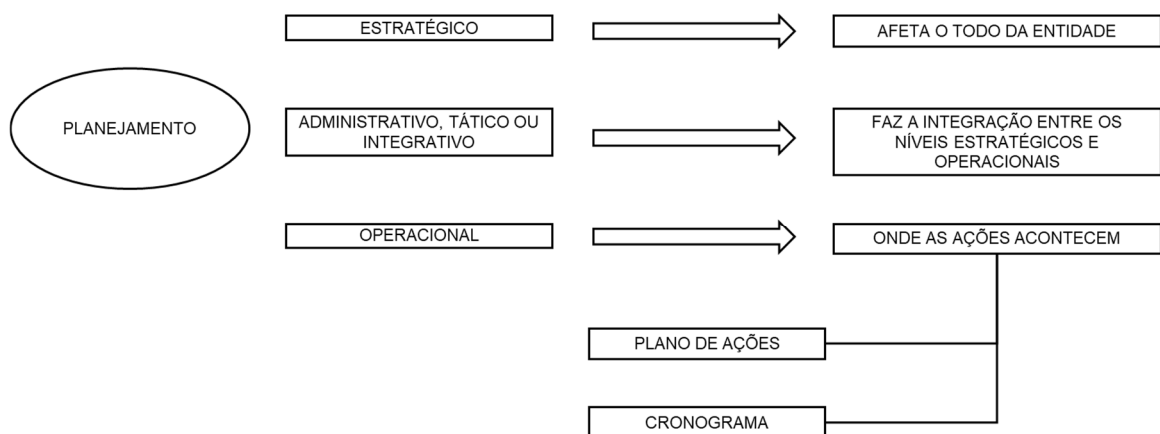 ESTRATÉGICO
AFETA O TODO DA ENTIDADE
PLANEJAMENTO
ADMINISTRATIVO, TÁTICO OU
INTEGRATIVO
FAZ A INTEGRAÇÃO ENTRE OS
NÍVEIS ESTRATÉGICOS E
OPERACIONAIS
OPERACIONAL
ONDE AS AÇÕES ACONTECEM
PLANO DE AÇÕES
CRONOGRAMA